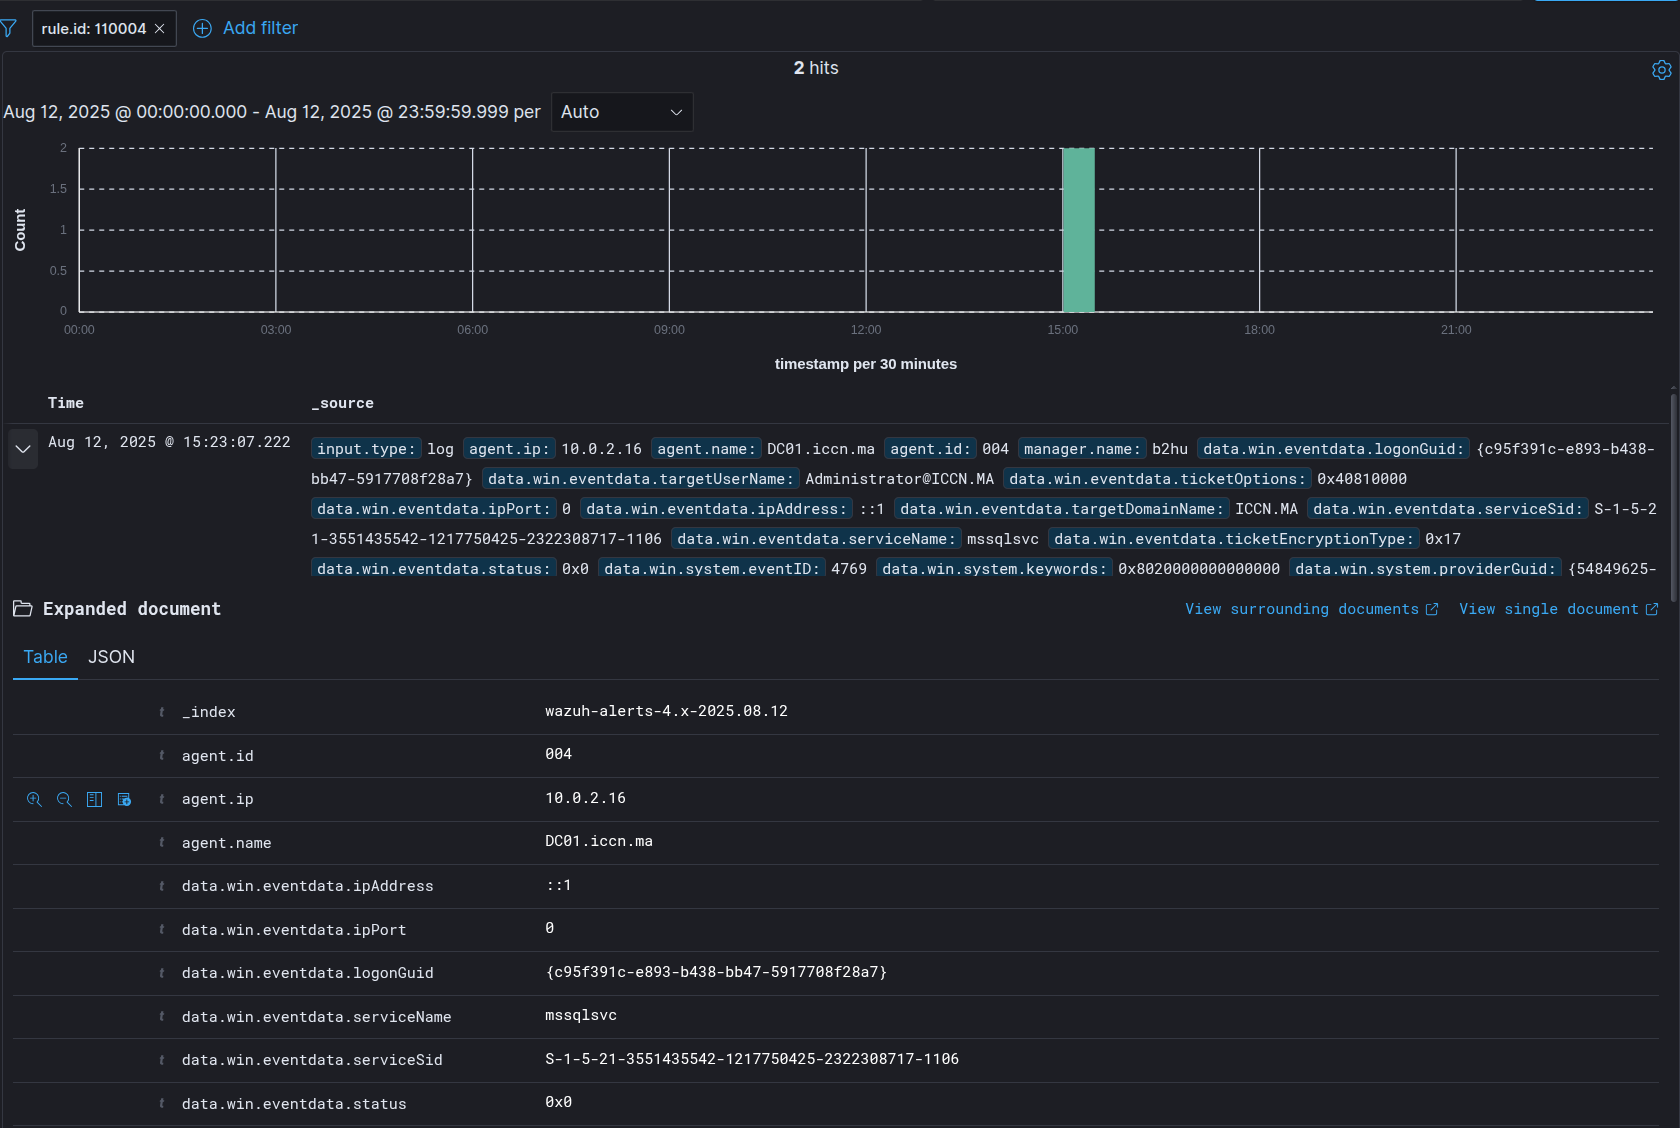 rule.id: 110004 Add filter
2 hits
Aug 12, 2025 @ 00:00:00.000 - Aug 12, 2025 @ 23:59:59.999 per Auto
2
1.5
1
0.5
0
Count
00:00 03:00 06:00 09:00 12:00 15:00 18:00 21:00
timestamp per 30 minutes
Time _source
Aug 12, 2025 @ 15:23:07.222 input.type: log agent.ip: 10.0.2.16 agent.name: DC01.iccn.ma agent.id: 004 manager.name: b2hu data.win.eventdata.logonGuid: {c95f391c-e893-b438-
bb47-5917708f28a7} data.win.eventdata.targetUserName: Administrator@ICCN.MA data.win.eventdata.ticketOptions: 0x40810000
data.win.eventdata.ipPort: 0 data.win.eventdata.ipAddress: ::1 data.win.eventdata.targetDomainName: ICCN.MA data.win.eventdata.serviceSid: S-1-5-2
1-3551435542-1217750425-2322308717-1106 data.win.eventdata.serviceName: mssqlsvc data.win.eventdata.ticketEncryptionType: 0x17
data.win.eventdata.status: 0x0 data.win.system.eventID: 4769 data.win.system.keywords: 0x8020000000000000 data.win.system.providerGuid: {54849625-
Expanded document View surrounding documents View single document
Table JSON
t _index wazuh-alerts-4.x-2025.08.12
t agent.id 004
t agent.ip 10.0.2.16
t agent.name DC01.iccn.ma
t data.win.eventdata.ipAddress ::1
t data.win.eventdata.ipPort 0
t data.win.eventdata.logonGuid {c95f391c-e893-b438-bb47-5917708f28a7}
t data.win.eventdata.serviceName mssqlsvc
t data.win.eventdata.serviceSid S-1-5-21-3551435542-1217750425-2322308717-1106
t data.win.eventdata.status 0x0